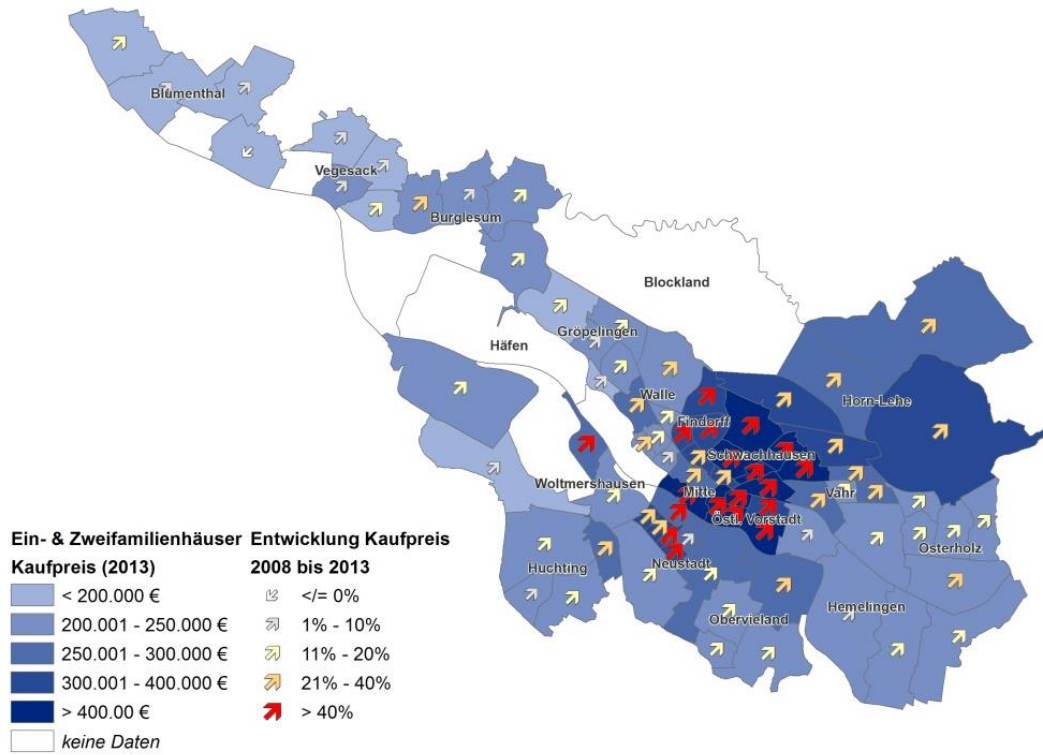 Blumenthal
Vegesack
Burglesum
Blockland
Gröpelingen
Häfen
Walle
Horn-Lehe
Findorff
Schwachhausen
Woltmershausen
Mitte
Vahr
Östl. Vorstadt
Osterholz
Neustadt
Huchting
Hemelingen
Obervieland
Ein- & Zweifamilienhäuser
Kaufpreis (2013)
< 200.000 €
200.001 - 250.000 €
250.001 - 300.000 €
300.001 - 400.000 €
> 400.00 €
keine Daten
Entwicklung Kaufpreis
2008 bis 2013
</= 0%
1% - 10%
11% - 20%
21% - 40%
> 40%